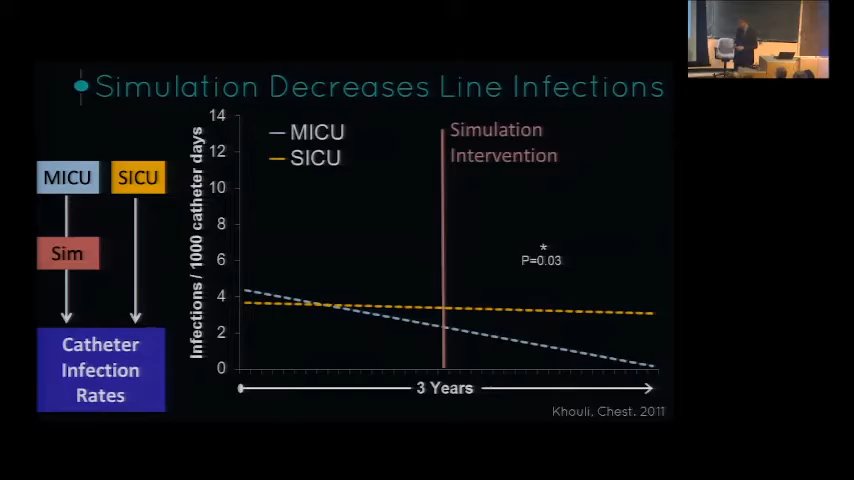 Simulation Decreases Line Infections
MICU
SICU
Sim
Catheter
Infection
Rates
Infections / 1000 catheter days
14
12
10
8
6
4
2
0
MICU
SICU
Simulation
Intervention
*
P=0.03
3 Years
Khouli, Chest. 2011